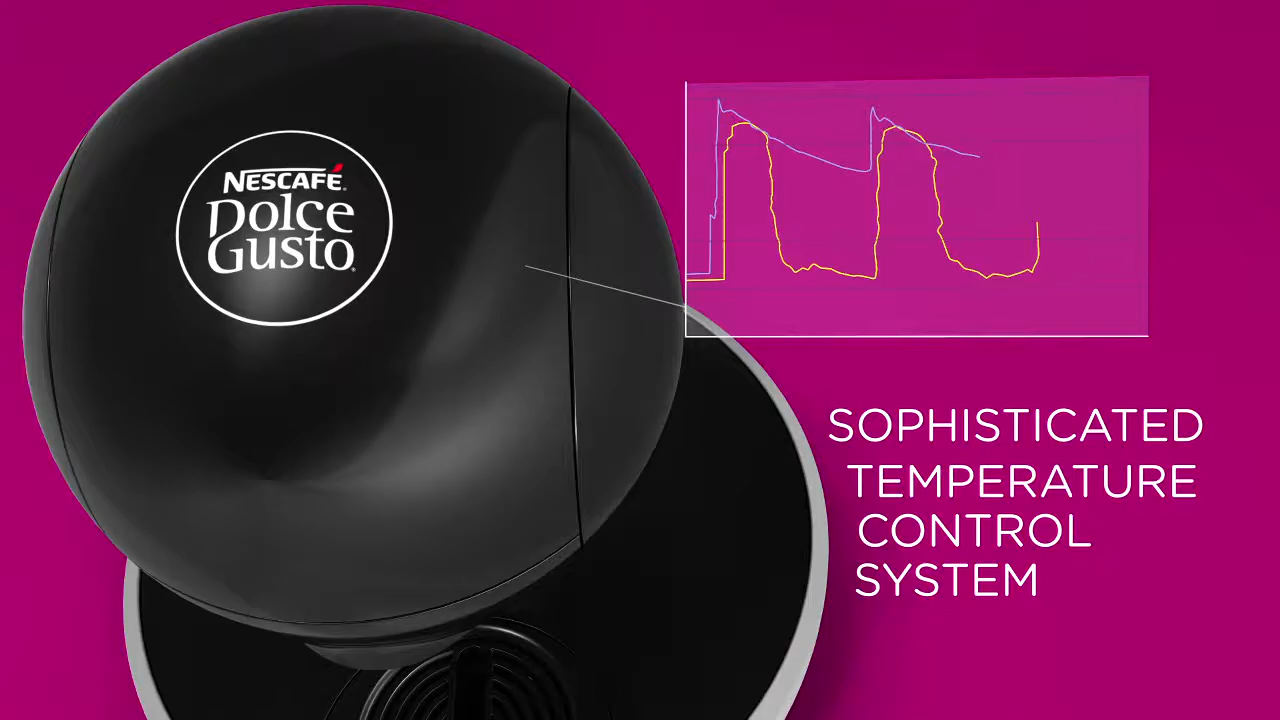 NESCAFÉ
Dolce
Gusto
SOPHISTICATED
TEMPERATURE
CONTROL
SYSTEM